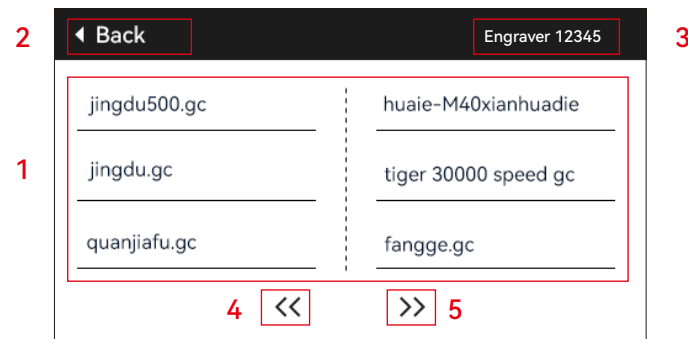 2
Back
Engraver 12345
3
jingdu500.gc
huaie-M40xianhuadie
1
jingdu.gc
tiger 30000 speed gc
quanjiafu.gc
fangge.gc
4
<<
>>
5